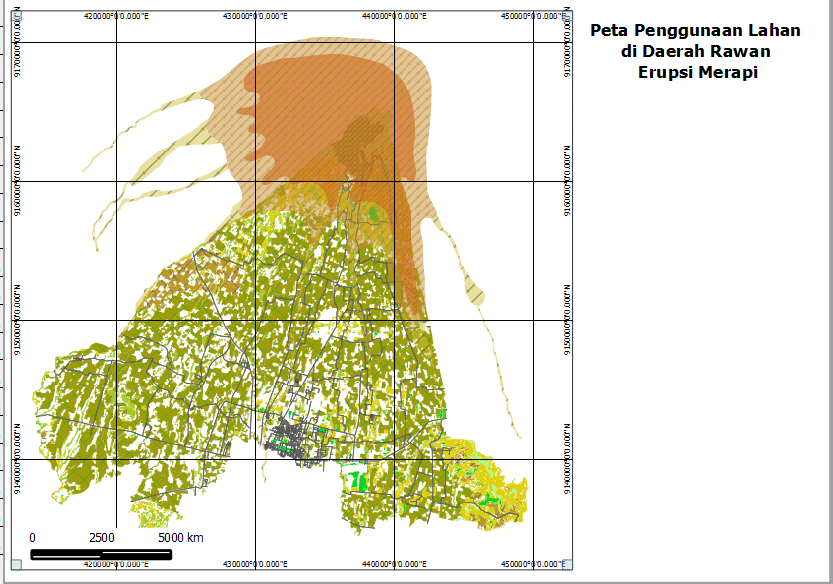 420000°0'0.000"E 430000°0'0.000"E 440000°0'0.000"E 450000°0'0.000"E
Peta Penggunaan Lahan
di Daerah Rawan
Erupsi Merapi
9170000°0'0.000"N 9170000°0'0.000"N
9160000°0'0.000"N 9160000°0'0.000"N
9150000°0'0.000"N 9150000°0'0.000"N
9140000°0'0.000"N 9140000°0'0.000"N
0 2500 5000 km
420000°0'0.000"E 430000°0'0.000"E 440000°0'0.000"E 450000°0'0.000"E